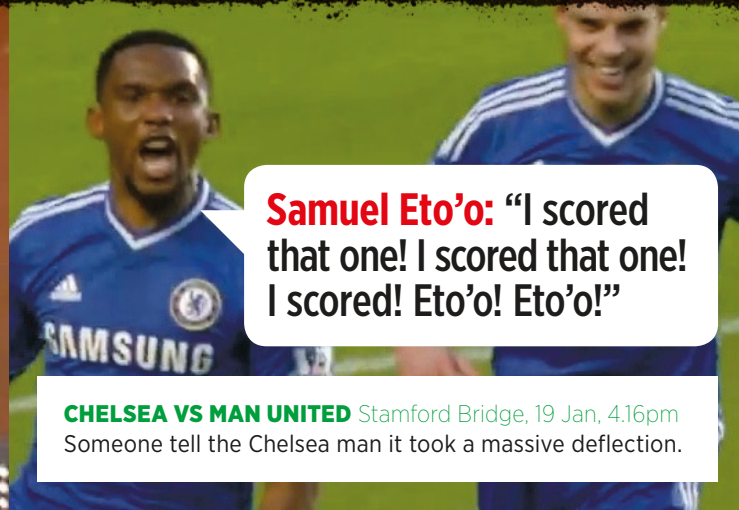 Samuel Eto’o: “I scored
that one! I scored that one!
I scored! Eto’o! Eto’o!”
SAMSUNG
CHELSEA VS MAN UNITED Stamford Bridge, 19 Jan, 4.16pm
Someone tell the Chelsea man it took a massive deflection.